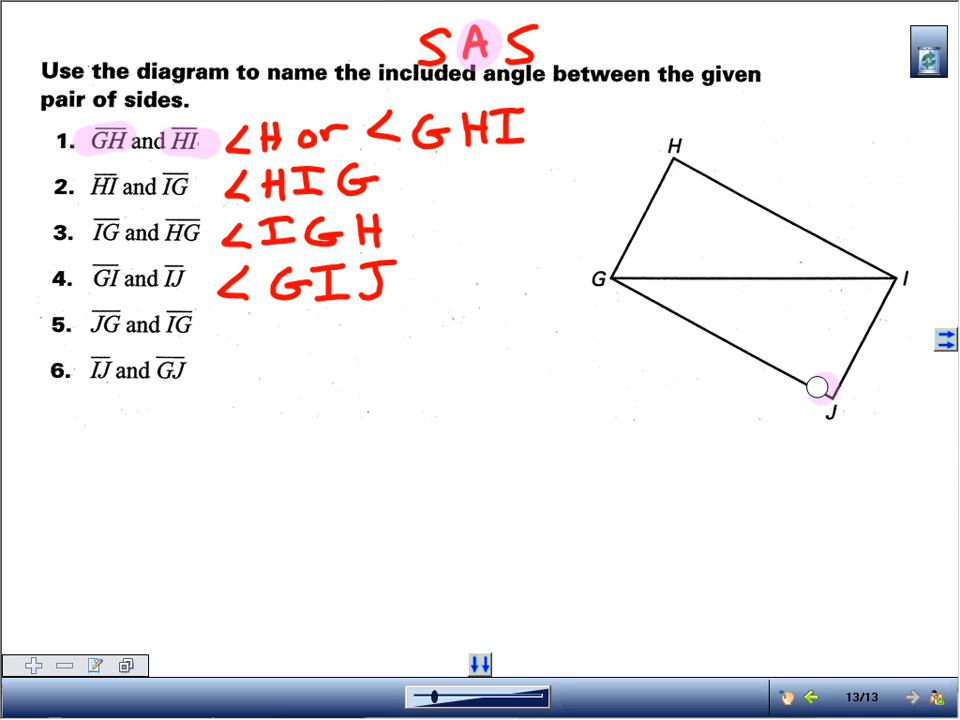 S A S
Use the diagram to name the included angle between the given
pair of sides.
1. GH and HI ∠H or ∠GHI
2. HI and IG ∠HIG
3. IG and HG ∠IGH
4. GI and IJ ∠GIJ
5. JG and IG
6. IJ and GJ
H
G
I
J
13/13